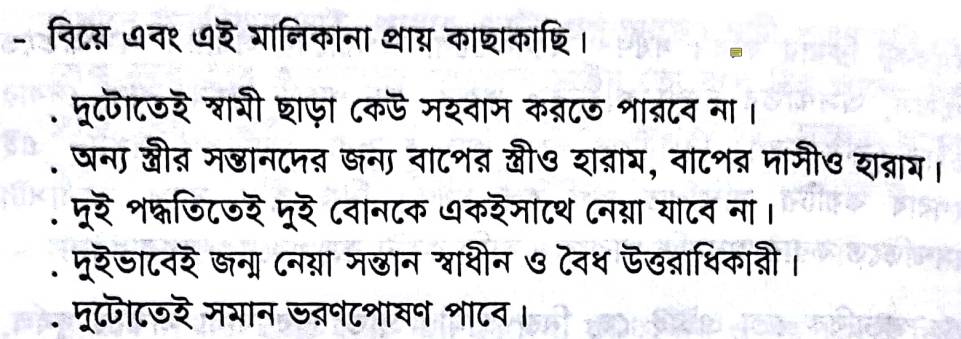 - বিয়ে এবং এই মালিকানা প্রায় কাছাকাছি।
. দুটোতেই স্বামী ছাড়া কেউ সহবাস করতে পারবে না।
. অন্য স্ত্রীর সন্তানদের জন্য বাপের স্ত্রীও হারাম, বাপের দাসীও হারাম।
. দুই পদ্ধতিতেই দুই বোনকে একইসাথে নেয়া যাবে না।
. দুইভাবেই জন্ম নেয়া সন্তান স্বাধীন ও বৈধ উত্তরাধিকারী।
. দুটোতেই সমান ভরণপোষণ পাবে।